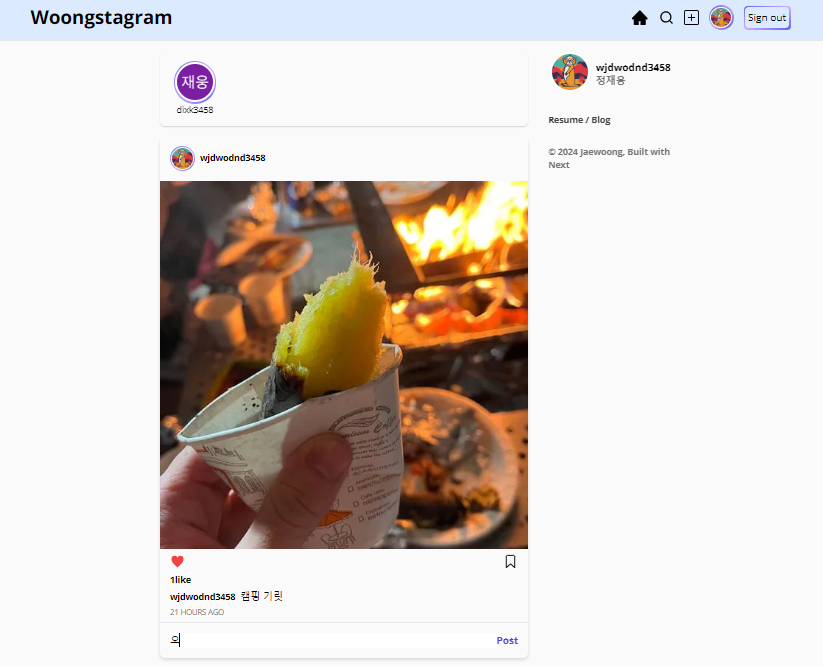 Woongstagram
Sign out
재웅
dixk3458
wjdwodnd3458
wjdwodnd3458
정재웅
Resume / Blog
© 2024 Jaewoong, Built with
Next
1like
wjdwodnd3458 캠핑 기릿
21 HOURS AGO
의
Post